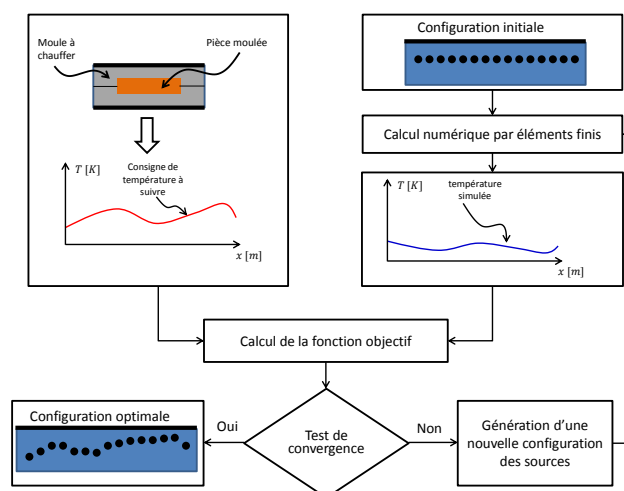 Moule à
chauffer
Pièce moulée
T [K]
Consigne de
température à
suivre
x [m]
Configuration initiale
Calcul numérique par éléments finis
T [K]
température
simulée
x [m]
Calcul de la fonction objectif
Configuration optimale
Oui
Test de
convergence
Non
Génération d'une
nouvelle configuration
des sources